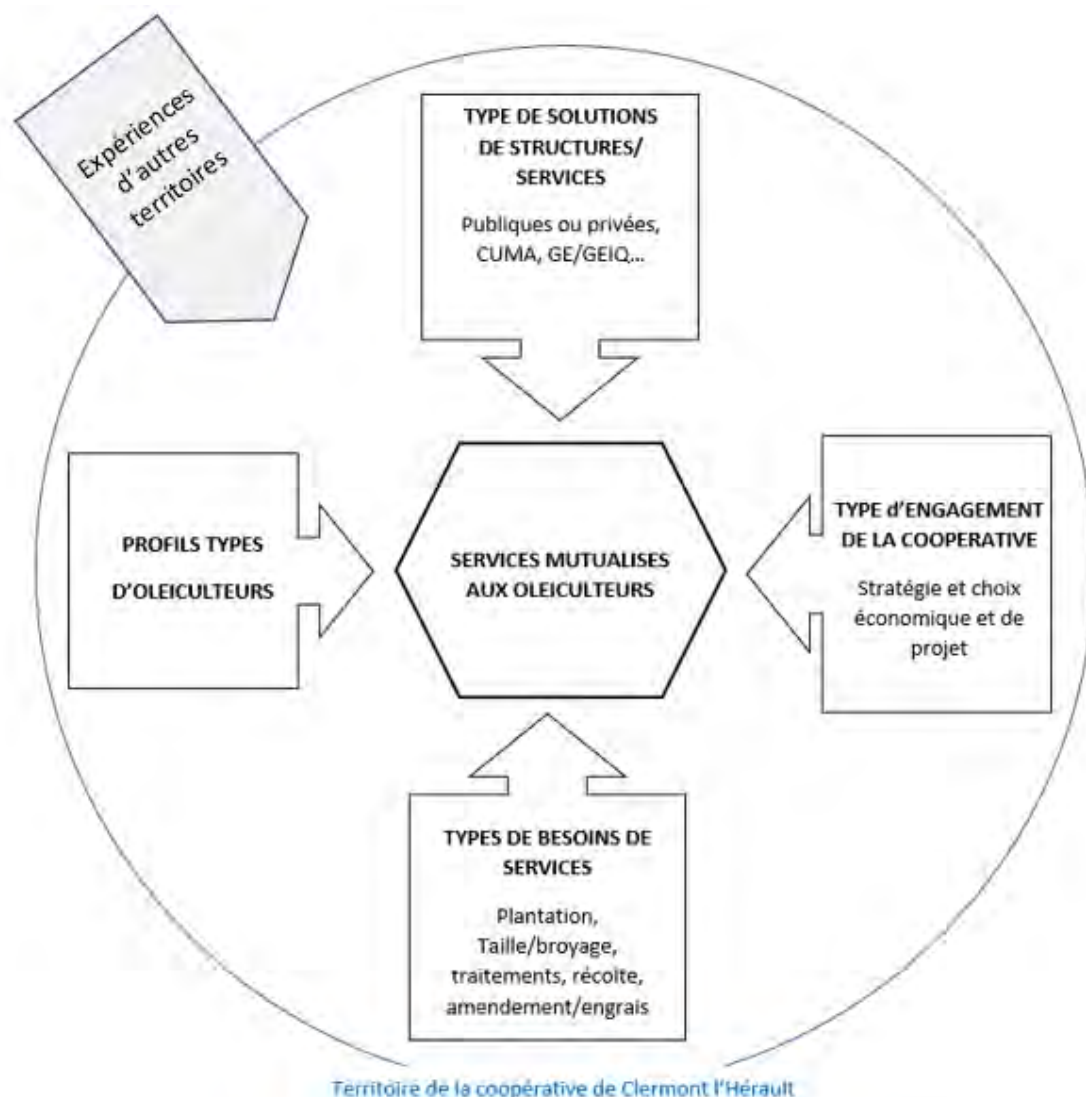 Expériences
d'autres
territoires
TYPE DE SOLUTIONS
DE STRUCTURES/
SERVICES
Publiques ou privées,
CUMA, GE/GEIQ...
PROFILS TYPES
D'OLEICULTEURS
SERVICES MUTUALISES
AUX OLEICULTEURS
TYPE d'ENGAGEMENT
DE LA COOPERATIVE
Stratégie et choix
économique et de
projet
TYPES DE BESOINS DE
SERVICES
Plantation,
Taille/broyage,
traitements, récolte,
amendement/engrais
Territoire de la coopérative de Clermont l'Hérault